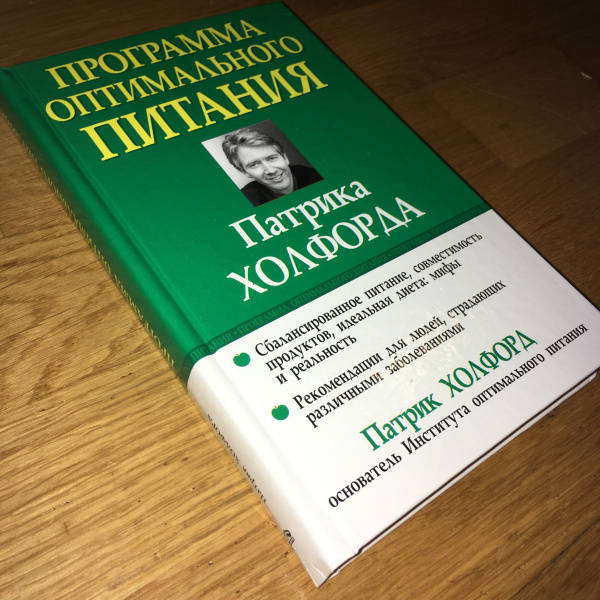 ПРОГРАММА
ОПТИМАЛЬНОГО
ПИТАНИЯ
Патрика
ХОЛФОРДА
Сбалансированное питание, совместимость
продуктов, идеальная диета: мифы
и реальность
Рекомендации для людей, страдающих
различными заболеваниями
Патрик ХОЛФОРД
основатель Института оптимального питания